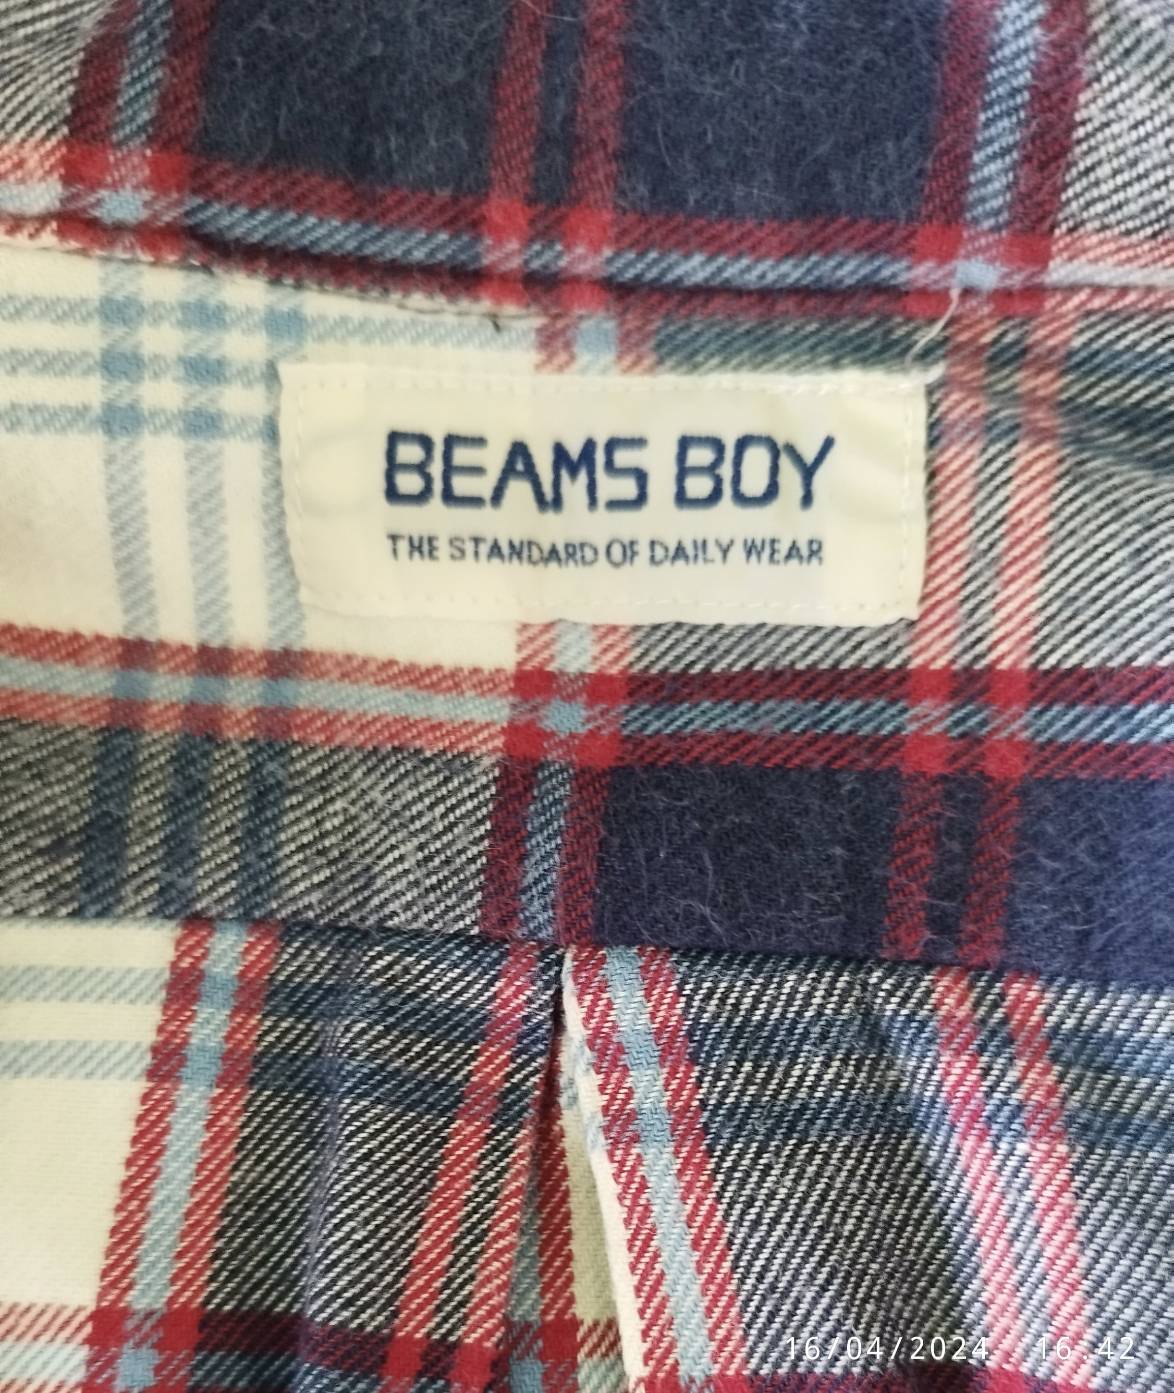 BEAMS BOY
THE STANDARD OF DAILY WEAR
16/04/2024 16.42